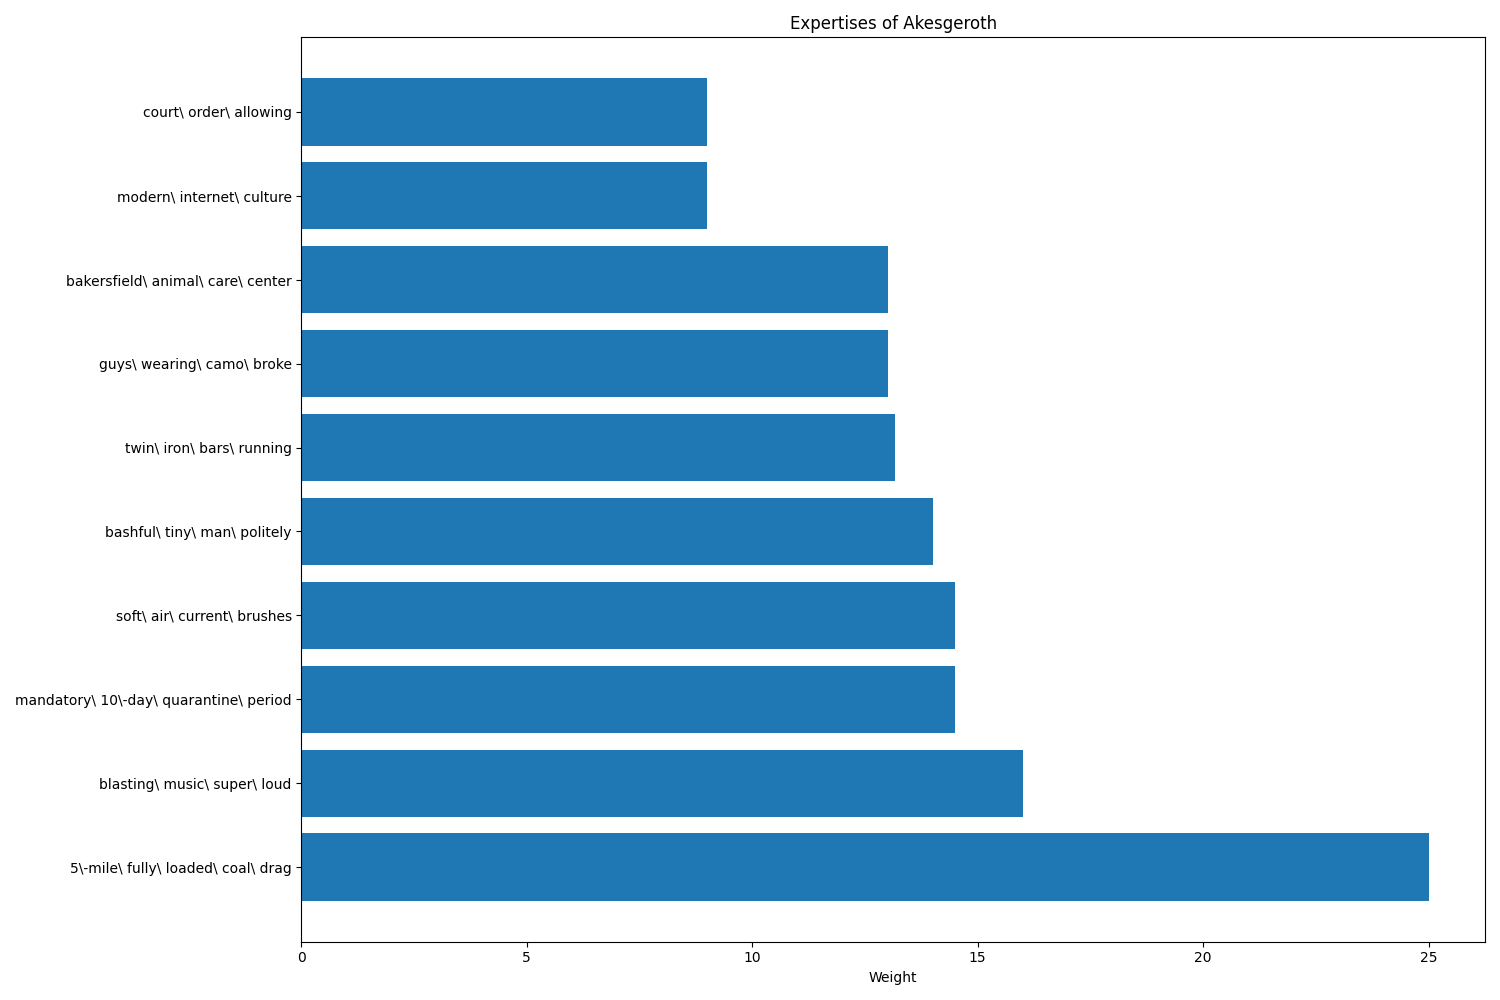 Expertises of Akesgeroth
court\ order\ allowing
modern\ internet\ culture
bakersfield\ animal\ care\ center
guys\ wearing\ camo\ broke
twin\ iron\ bars\ running
bashful\ tiny\ man\ politely
soft\ air\ current\ brushes
mandatory\ 10\-day\ quarantine\ period
blasting\ music\ super\ loud
5\-mile\ fully\ loaded\ coal\ drag
0 5 10 15 20 25
Weight